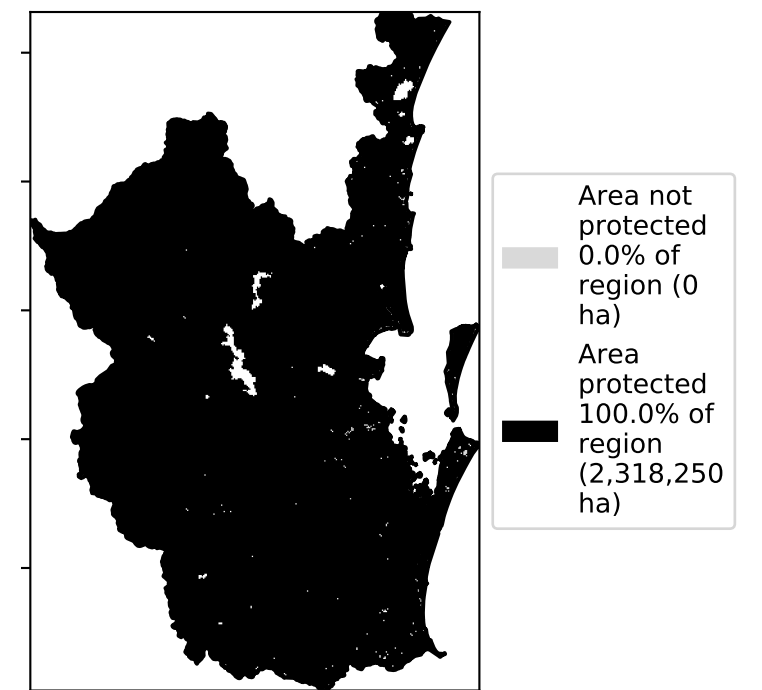 Area not
protected
0.0% of
region (0
ha)
Area
protected
100.0% of
region
(2,318,250
ha)